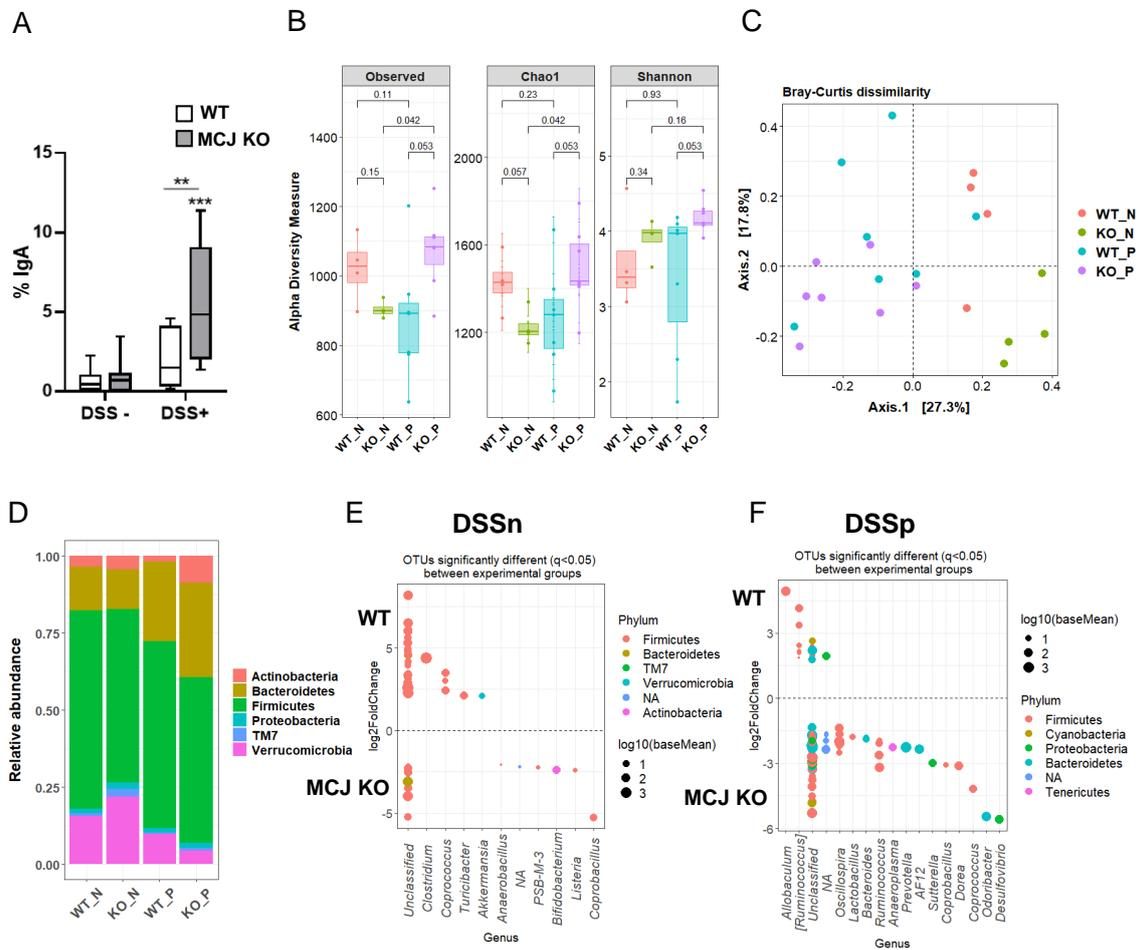 A
WT
MCJ KO
15
10
5
0
% IgA
**
***
DSS -
DSS+
B
Observed
Chao1
Shannon
Alpha Diversity Measure
1400
1200
1000
800
600
0.11
0.042
0.053
0.15
2000
1600
1200
0.23
0.042
0.053
0.057
5
4
3
2
0.93
0.16
0.053
0.34
WT_N
KO_N
WT_P
KO_P
WT_N
KO_N
WT_P
KO_P
WT_N
KO_N
WT_P
KO_P
C
Bray-Curtis dissimilarity
0.4
0.2
0.0
-0.2
Axis.2 [17.8%]
-0.2
0.0
0.2
0.4
Axis.1 [27.3%]
WT_N
KO_N
WT_P
KO_P
D
1.00
0.75
0.50
0.25
0.00
Relative abundance
WT_N
KO_N
WT_P
KO_P
Actinobacteria
Bacteroidetes
Firmicutes
Proteobacteria
TM7
Verrucomicrobia
E
DSSn
OTUs significantly different (q<0.05)
between experimental groups
WT
MCJ KO
5
0
-5
log2FoldChange
Unclassified
Clostridium
Coprococcus
Turicibacter
Akkermansia
Anaerobacillus
NA
PSB-M-3
Bifidobacterium
Listeria
Coprobacillus
Genus
Phylum
Firmicutes
Bacteroidetes
TM7
Verrucomicrobia
NA
Actinobacteria
log10(baseMean)
1
2
3
F
DSSp
OTUs significantly different (q<0.05)
between experimental groups
WT
MCJ KO
3
0
-3
-6
log2FoldChange
Allobaculum
[Ruminococcus]
Unclassified
NA
Oscillospira
Lactobacillus
Bacteroides
Ruminococcus
Anaeroplasma
Prevotella
AF12
Sutterella
Coprobacillus
Dorea
Coprococcus
Odoribacter
Desulfovibrio
Genus
log10(baseMean)
1
2
3
Phylum
Firmicutes
Cyanobacteria
Proteobacteria
Bacteroidetes
NA
Tenericutes